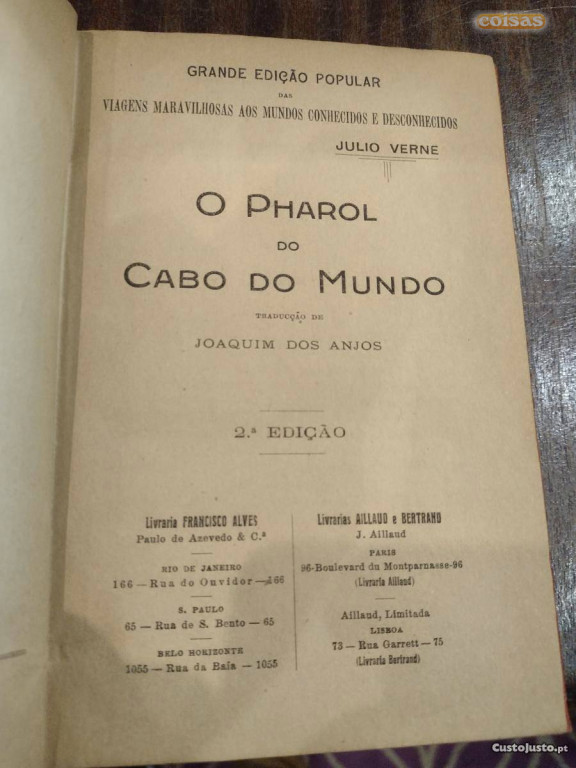 coisas
GRANDE EDIÇÃO POPULAR
DAS
VIAGENS MARAVILHOSAS AOS MUNDOS CONHECIDOS E DESCONHECIDOS
JULIO VERNE
O PHAROL
DO
CABO DO MUNDO
TRADUCÇÃO DE
JOAQUIM DOS ANJOS
2.ª EDIÇÃO
Livraria FRANCISCO ALVES
Paulo de Azevedo & C.ª
RIO DE JANEIRO
166 — Rua do Ouvidor — 166
S. PAULO
65 — Rua de S. Bento — 65
BELO HORIZONTE
1055 — Rua da Baía — 1055
Livrarias AILLAUD e BERTRAND
J. Aillaud
PARIS
96-Boulevard du Montparnasse-96
(Livraria Aillaud)
Aillaud, Limitada
LISBOA
73 — Rua Garrett — 75
(Livraria Bertrand)
CustoJusto.pt